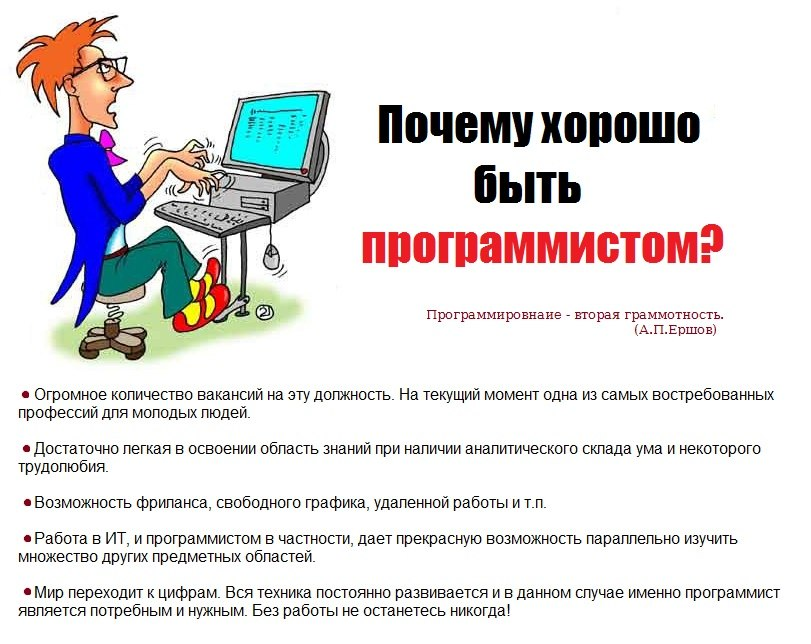 Почему хорошо
быть
программистом?
Программировнаие - вторая граммотность.
(А.П.Ершов)
2
• Огромное количество вакансий на эту должность. На текущий момент одна из самых востребованных
профессий для молодых людей.
• Достаточно легкая в освоении область знаний при наличии аналитического склада ума и некоторого
трудолюбия.
• Возможность фриланса, свободного графика, удаленной работы и т.п.
• Работа в ИТ, и программистом в частности, дает прекрасную возможность параллельно изучить
множество других предметных областей.
• Мир переходит к цифрам. Вся техника постоянно развивается и в данном случае именно программист
является потребным и нужным. Без работы не останетесь никогда!